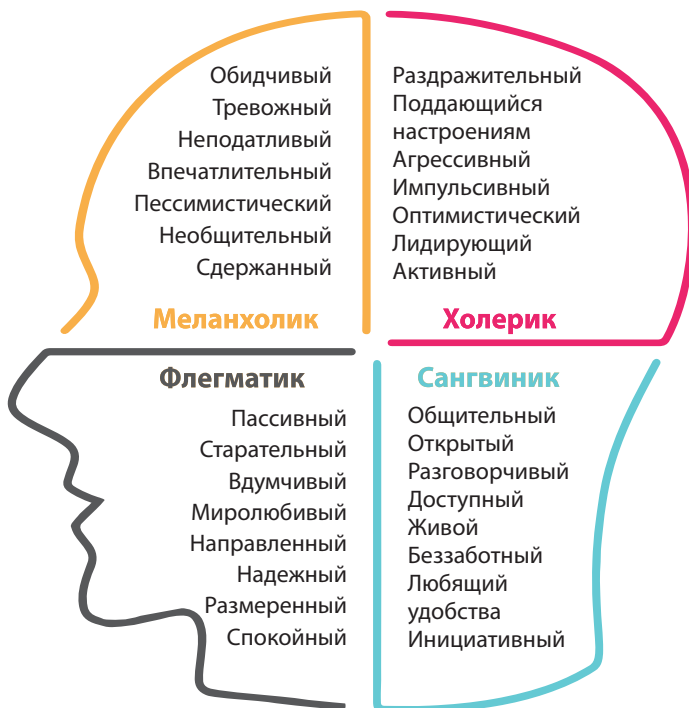 Обидчивый
Тревожный
Неподатливый
Впечатлительный
Пессимистический
Необщительный
Сдержанный
Меланхолик
Раздражительный
Поддающийся
настроениям
Агрессивный
Импульсивный
Оптимистический
Лидирующий
Активный
Холерик
Флегматик
Пассивный
Старательный
Вдумчивый
Миролюбивый
Направленный
Надежный
Размеренный
Спокойный
Сангвиник
Общительный
Открытый
Разговорчивый
Доступный
Живой
Беззаботный
Любящий
удобства
Инициативный